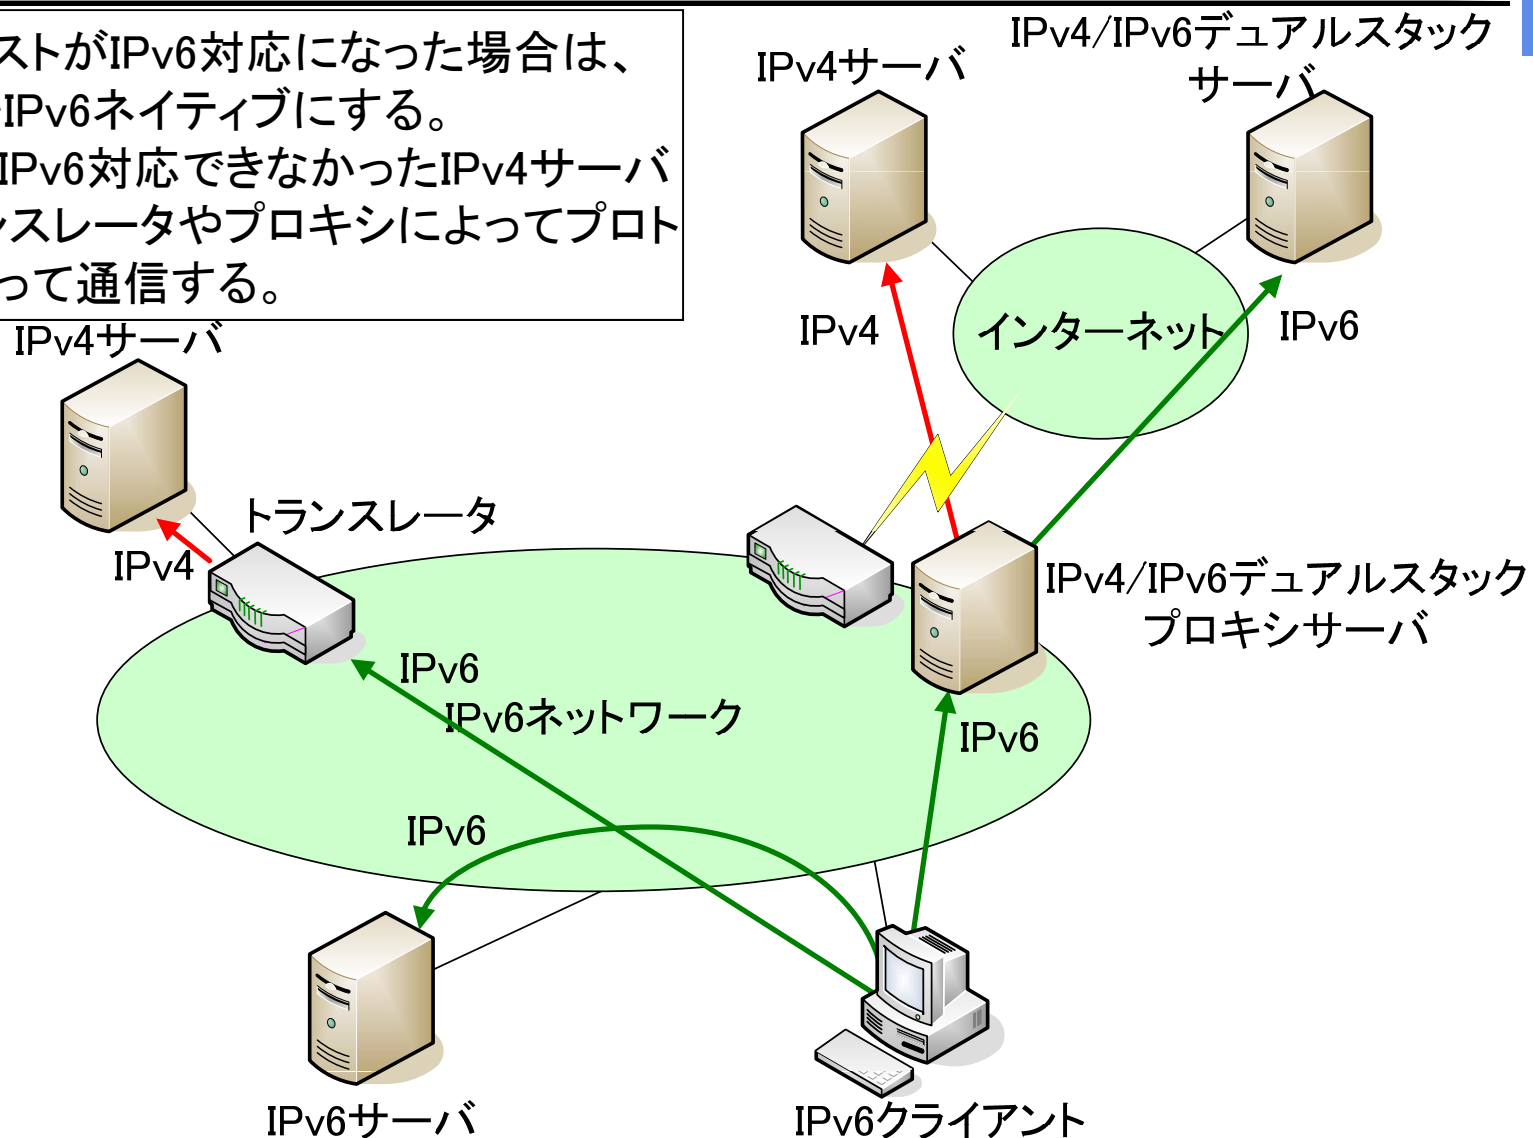 ストがIPv6対応になった場合は、
IPv6ネイティブにする。
IPv6対応できなかったIPv4サーバ
ンスレータやプロキシによってプロト
って通信する。
IPv4サーバ
IPv4/IPv6デュアルスタック
サーバ
IPv4
インターネット
IPv6
IPv4サーバ
トランスレータ
IPv4
IPv4/IPv6デュアルスタック
プロキシサーバ
IPv6
IPv6ネットワーク
IPv6
IPv6
IPv6サーバ
IPv6クライアント